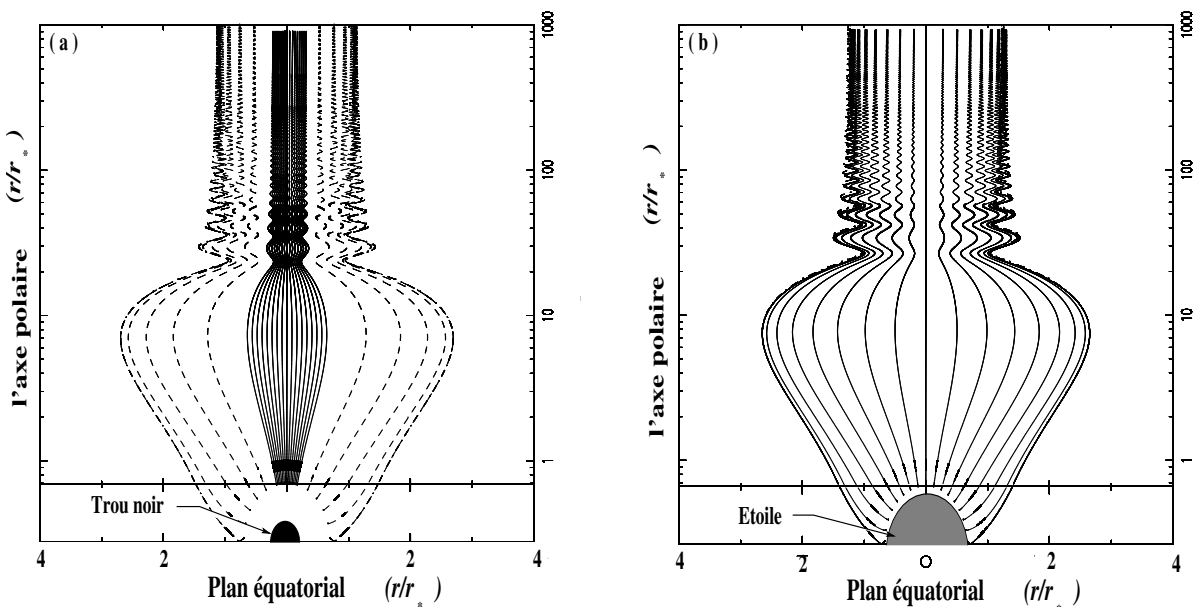 (a)
1000
100
10
1
l'axe polaire (r/r*)
Trou noir
4 2 2 4
Plan équatorial (r/r*)
(b)
1000
100
10
1
l'axe polaire (r/r*)
Etoile
4 2 O 2 4
Plan équatorial (r/r*)